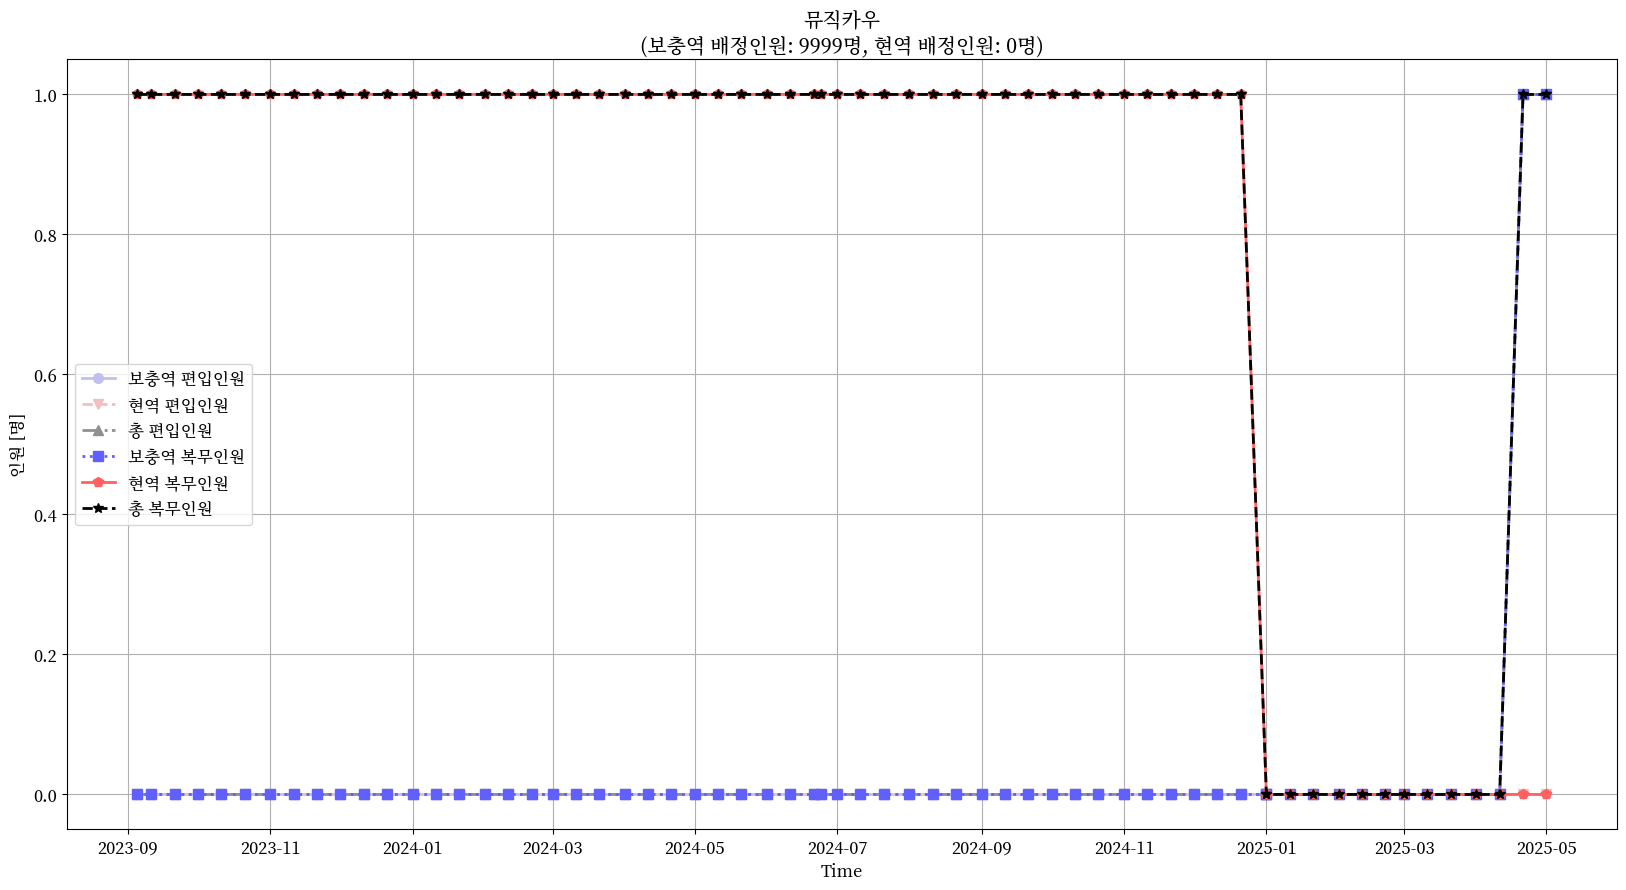 뮤직카우
(보충역 배정인원: 9999명, 현역 배정인원: 0명)
인원 [명]
1.0
0.8
0.6
0.4
0.2
0.0
보충역 편입인원
현역 편입인원
총 편입인원
보충역 복무인원
현역 복무인원
총 복무인원
2023-09 2023-11 2024-01 2024-03 2024-05 2024-07 2024-09 2024-11 2025-01 2025-03 2025-05
Time